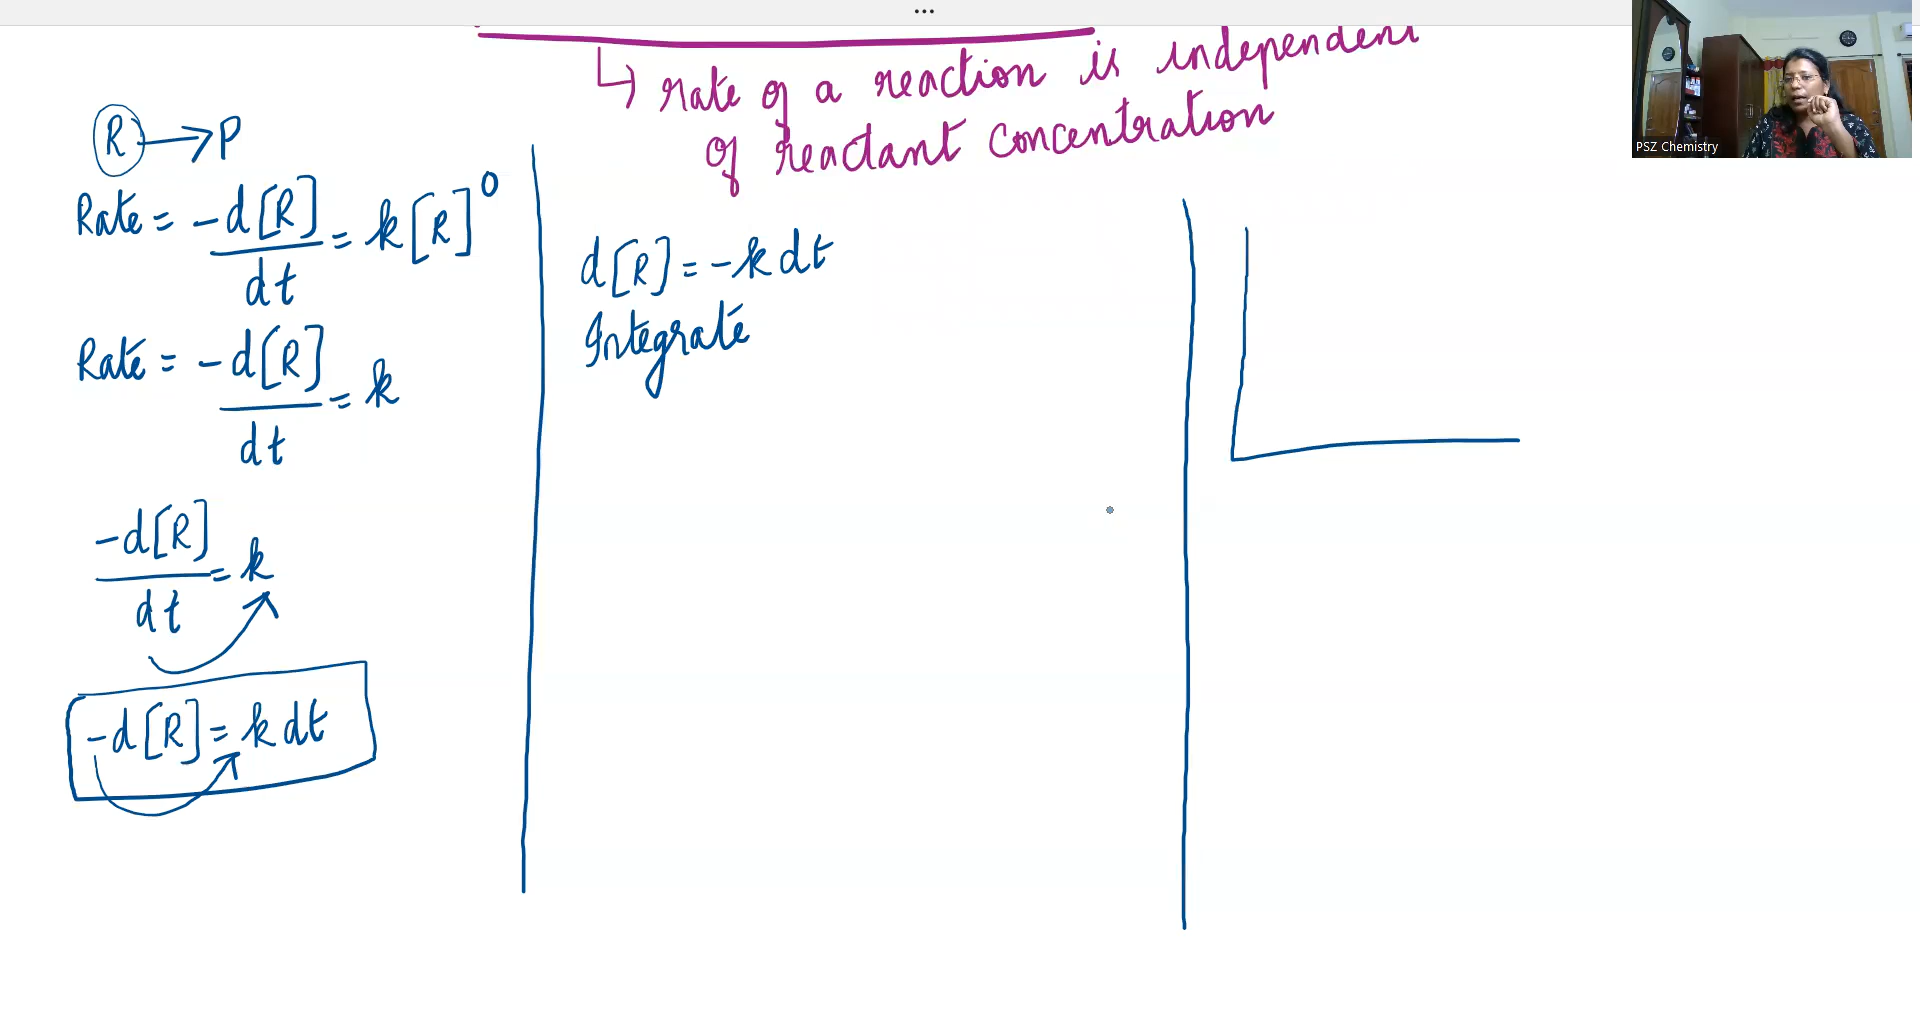 ...
→ rate of a reaction is independent
of reactant concentration
PSZ Chemistry
R → P
Rate = -d[R]/dt = k[R]⁰
Rate = -d[R]/dt = k
-d[R]/dt = k
-d[R] = k dt
d[R] = -k dt
Integrate